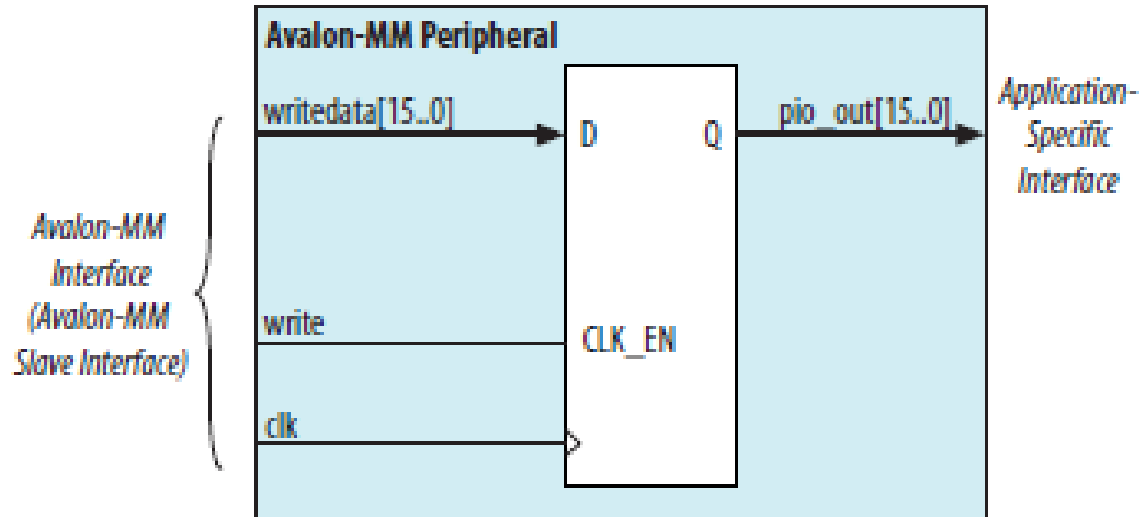 Avalon-MM Peripheral
writedata[15..0]
D
Q
pio_out[15..0]
Application-
Specific
Interface
Avalon-MM
Interface
(Avalon-MM
Slave Interface)
write
CLK_EN
clk